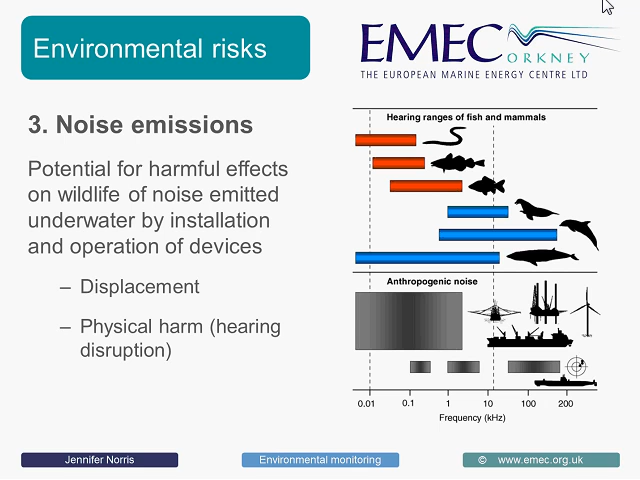 Environmental risks
EMEC
ORKNEY
THE EUROPEAN MARINE ENERGY CENTRE LTD
3. Noise emissions
Potential for harmful effects
on wildlife of noise emitted
underwater by installation
and operation of devices
– Displacement
– Physical harm (hearing
disruption)
Hearing ranges of fish and mammals
Anthropogenic noise
0.01 0.1 1 10 100 200
Frequency (kHz)
Jennifer Norris
Environmental monitoring
© www.emec.org.uk